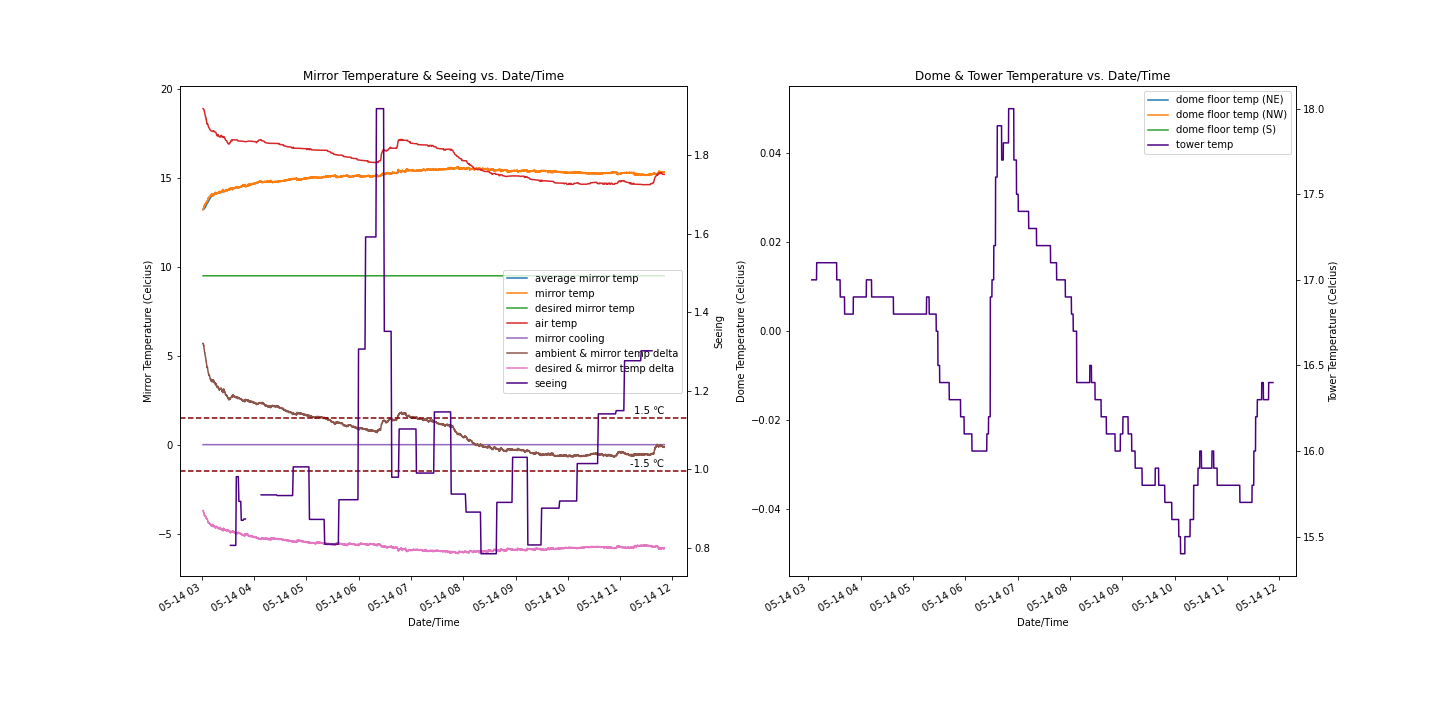 Mirror Temperature & Seeing vs. Date/Time
20
15
10
5
0
−5
Mirror Temperature (Celcius)
1.8
1.6
1.4
1.2
1.0
0.8
Seeing
average mirror temp
mirror temp
desired mirror temp
air temp
mirror cooling
ambient & mirror temp delta
desired & mirror temp delta
seeing
1.5 °C
-1.5 °C
05-14 03
05-14 04
05-14 05
05-14 06
05-14 07
05-14 08
05-14 09
05-14 10
05-14 11
05-14 12
Date/Time
Dome & Tower Temperature vs. Date/Time
0.04
0.02
0.00
−0.02
−0.04
Dome Temperature (Celcius)
dome floor temp (NE)
dome floor temp (NW)
dome floor temp (S)
tower temp
18.0
17.5
17.0
16.5
16.0
15.5
Tower Temperature (Celcius)
05-14 03
05-14 04
05-14 05
05-14 06
05-14 07
05-14 08
05-14 09
05-14 10
05-14 11
05-14 12
Date/Time